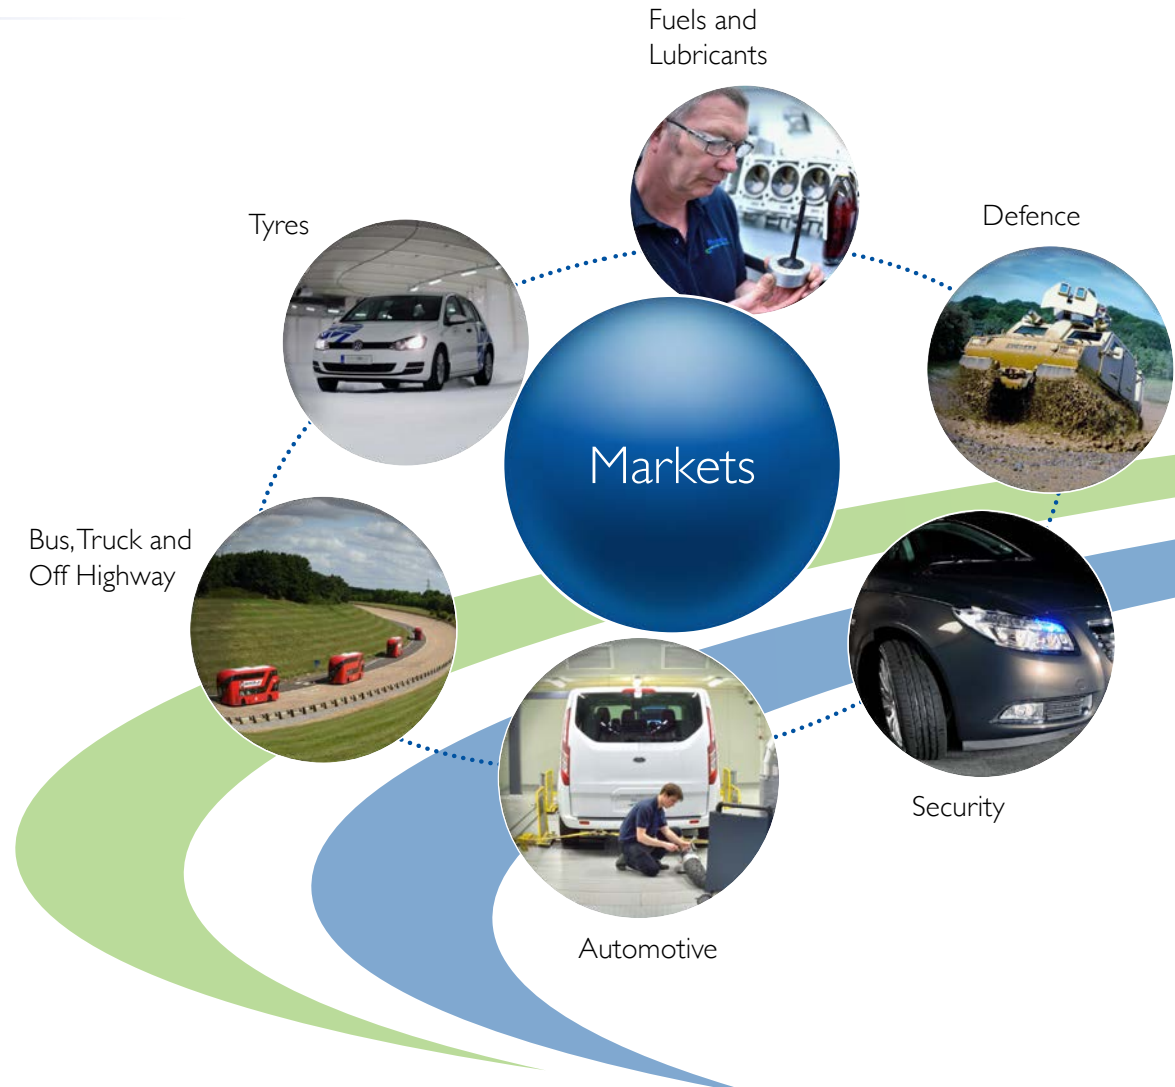 Fuels and
Lubricants
Tyres
Defence
Markets
Bus, Truck and
Off Highway
Security
Automotive